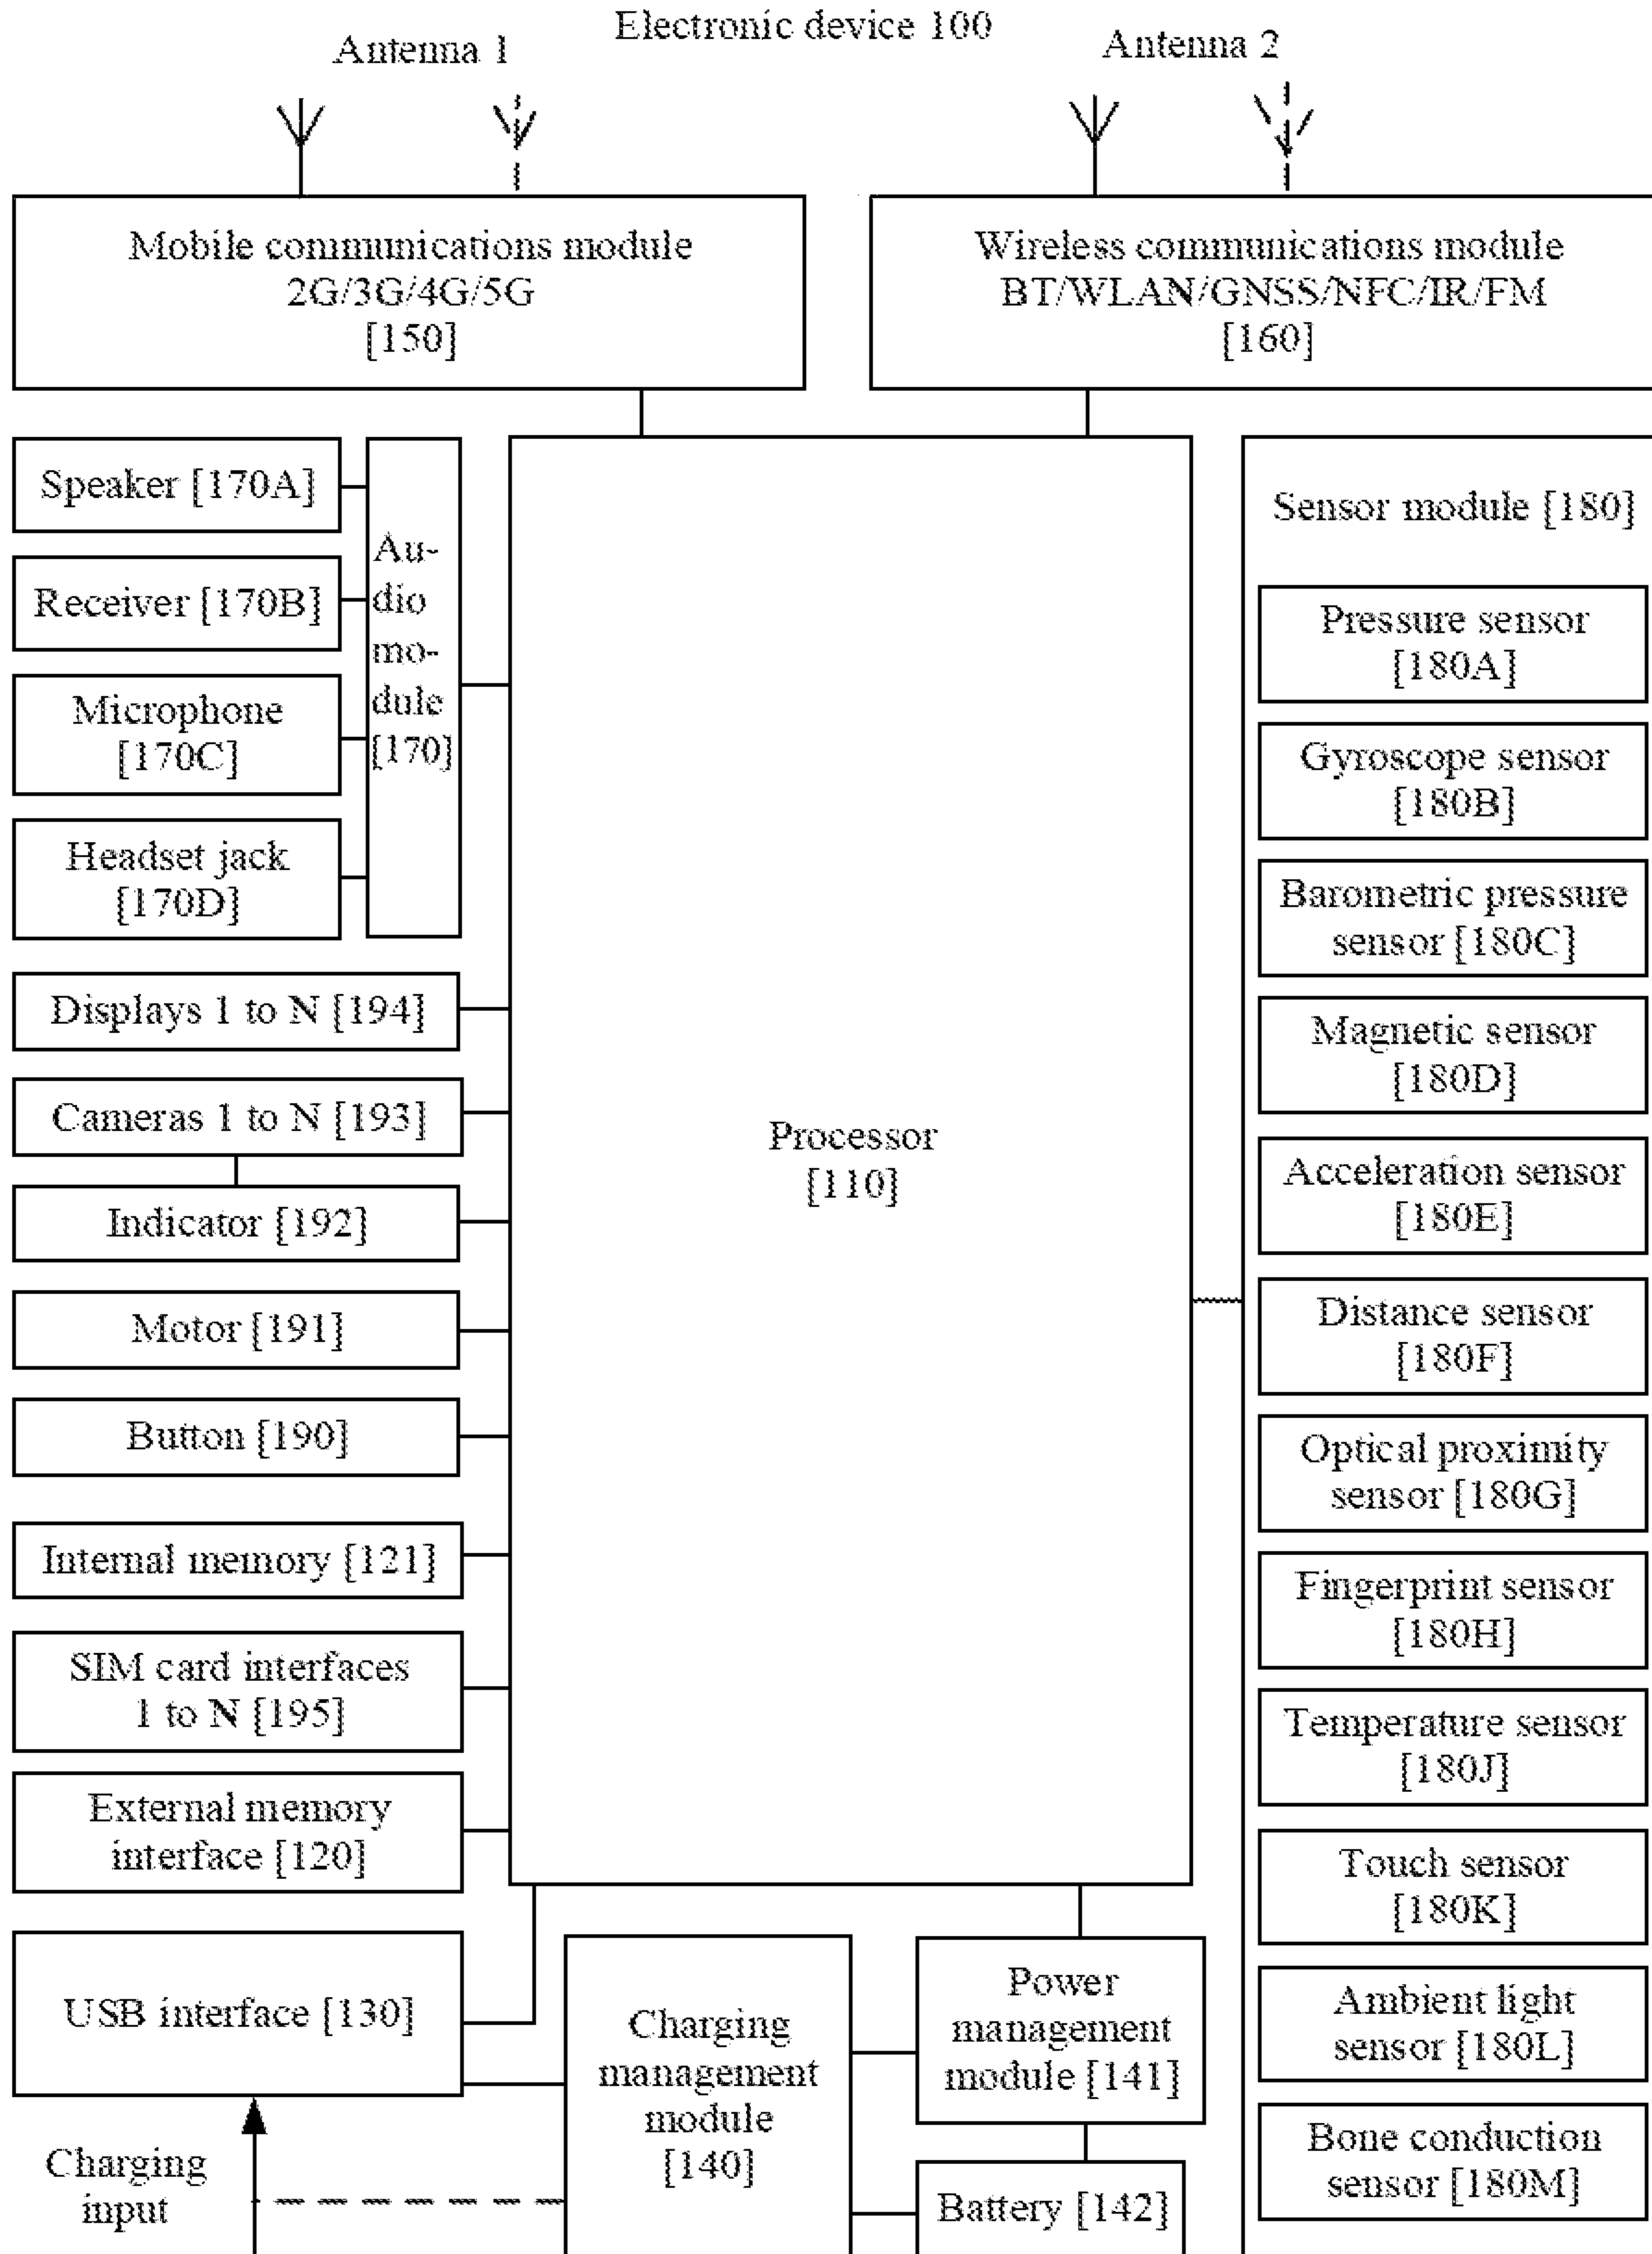 Electronic device 100
Antenna 1
Antenna 2
Mobile communications module
2G/3G/4G/5G
[150]
Wireless communications module
BT/WLAN/GNSS/NFC/IR/FM
[160]
Speaker [170A]
Receiver [170B]
Microphone
[170C]
Headset jack
[170D]
Au-
dio
mo-
dule
[170]
Displays 1 to N [194]
Cameras 1 to N [193]
Indicator [192]
Motor [191]
Button [190]
Internal memory [121]
SIM card interfaces
1 to N [195]
External memory
interface [120]
USB interface [130]
Charging
input
Processor
[110]
Charging
management
module
[140]
Power
management
module [141]
Battery [142]
Sensor module [180]
Pressure sensor
[180A]
Gyroscope sensor
[180B]
Barometric pressure
sensor [180C]
Magnetic sensor
[180D]
Acceleration sensor
[180E]
Distance sensor
[180F]
Optical proximity
sensor [180G]
Fingerprint sensor
[180H]
Temperature sensor
[180J]
Touch sensor
[180K]
Ambient light
sensor [180L]
Bone conduction
sensor [180M]